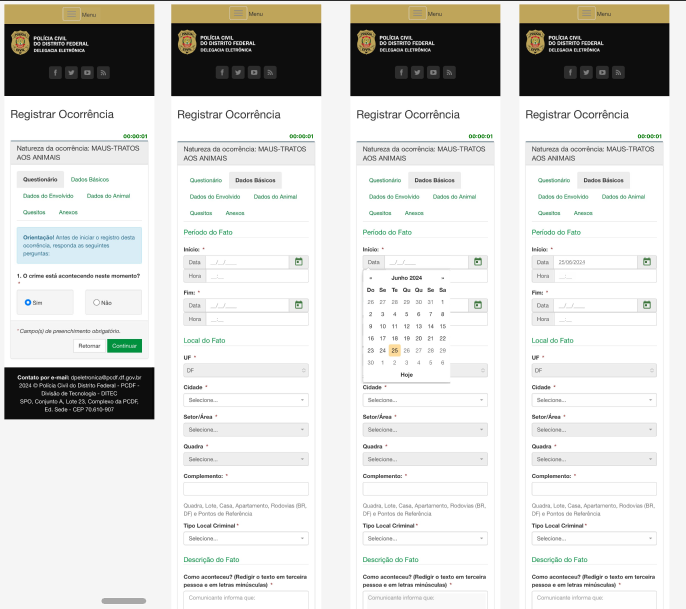 Menu
POLÍCIA CIVIL
DO DISTRITO FEDERAL
DELEGACIA ELETRÔNICA
Registrar Ocorrência
00:00:01
Natureza da ocorrência: MAUS-TRATOS
AOS ANIMAIS
Questionário Dados Básicos
Dados do Envolvido Dados do Animal
Quesitos Anexos
Orientação! Antes de iniciar o registro desta
ocorrência, responda as seguintes
perguntas:
1. O crime está acontecendo neste momento?
*
Sim Não
* Campo(s) de preenchimento obrigatório.
Retornar Continuar
Contato por e-mail: dpeletronica@pcdf.df.gov.br
2024 © Polícia Civil do Distrito Federal - PCDF -
Divisão de Tecnologia - DITEC
SPO, Conjunto A, Lote 23, Complexo da PCDF,
Ed. Sede - CEP 70.610-907
Menu
POLÍCIA CIVIL
DO DISTRITO FEDERAL
DELEGACIA ELETRÔNICA
Registrar Ocorrência
00:00:01
Natureza da ocorrência: MAUS-TRATOS
AOS ANIMAIS
Questionário Dados Básicos
Dados do Envolvido Dados do Animal
Quesitos Anexos
Período do Fato
Início: *
Data __/__/____
Hora __:__
Fim: *
Data __/__/____
Hora __:__
Local do Fato
UF *
DF
Cidade *
Selecione...
Setor/Área *
Selecione...
Quadra *
Selecione...
Complemento: *
Quadra, Lote, Casa, Apartamento, Rodovias (BR,
DF) e Pontos de Referência
Tipo Local Criminal *
Selecione...
Descrição do Fato
Como aconteceu? (Redigir o texto em terceira
pessoa e em letras minúsculas) *
Comunicante informa que:
Menu
POLÍCIA CIVIL
DO DISTRITO FEDERAL
DELEGACIA ELETRÔNICA
Registrar Ocorrência
00:00:01
Natureza da ocorrência: MAUS-TRATOS
AOS ANIMAIS
Questionário Dados Básicos
Dados do Envolvido Dados do Animal
Quesitos Anexos
Período do Fato
Início: *
Data __/__/____
« Junho 2024 »
Do Se Te Qu Qu Se Sa
26 27 28 29 30 31 1
2 3 4 5 6 7 8
9 10 11 12 13 14 15
16 17 18 19 20 21 22
23 24 25 26 27 28 29
30 1 2 3 4 5 6
Hoje
Cidade *
Selecione...
Setor/Área *
Selecione...
Quadra *
Selecione...
Complemento: *
Quadra, Lote, Casa, Apartamento, Rodovias (BR,
DF) e Pontos de Referência
Tipo Local Criminal *
Selecione...
Descrição do Fato
Como aconteceu? (Redigir o texto em terceira
pessoa e em letras minúsculas) *
Comunicante informa que:
Menu
POLÍCIA CIVIL
DO DISTRITO FEDERAL
DELEGACIA ELETRÔNICA
Registrar Ocorrência
00:00:01
Natureza da ocorrência: MAUS-TRATOS
AOS ANIMAIS
Questionário Dados Básicos
Dados do Envolvido Dados do Animal
Quesitos Anexos
Período do Fato
Início: *
Data 25/06/2024
Hora __:__
Fim: *
Data __/__/____
Hora __:__
Local do Fato
UF *
DF
Cidade *
Selecione...
Setor/Área *
Selecione...
Quadra *
Selecione...
Complemento: *
Quadra, Lote, Casa, Apartamento, Rodovias (BR,
DF) e Pontos de Referência
Tipo Local Criminal *
Selecione...
Descrição do Fato
Como aconteceu? (Redigir o texto em terceira
pessoa e em letras minúsculas) *
Comunicante informa que: